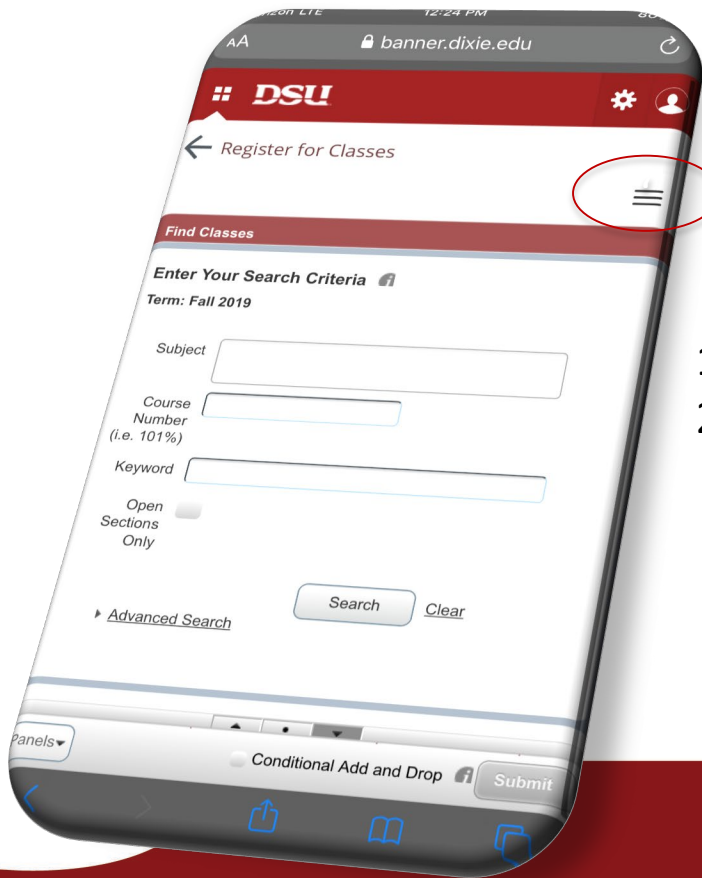 12:24 PM
AA
banner.dixie.edu
DSU
Register for Classes
Find Classes
Enter Your Search Criteria
Term: Fall 2019
Subject
Course
Number
(i.e. 101%)
Keyword
Open
Sections
Only
Search
Clear
Advanced Search
Panels
Conditional Add and Drop
Submit